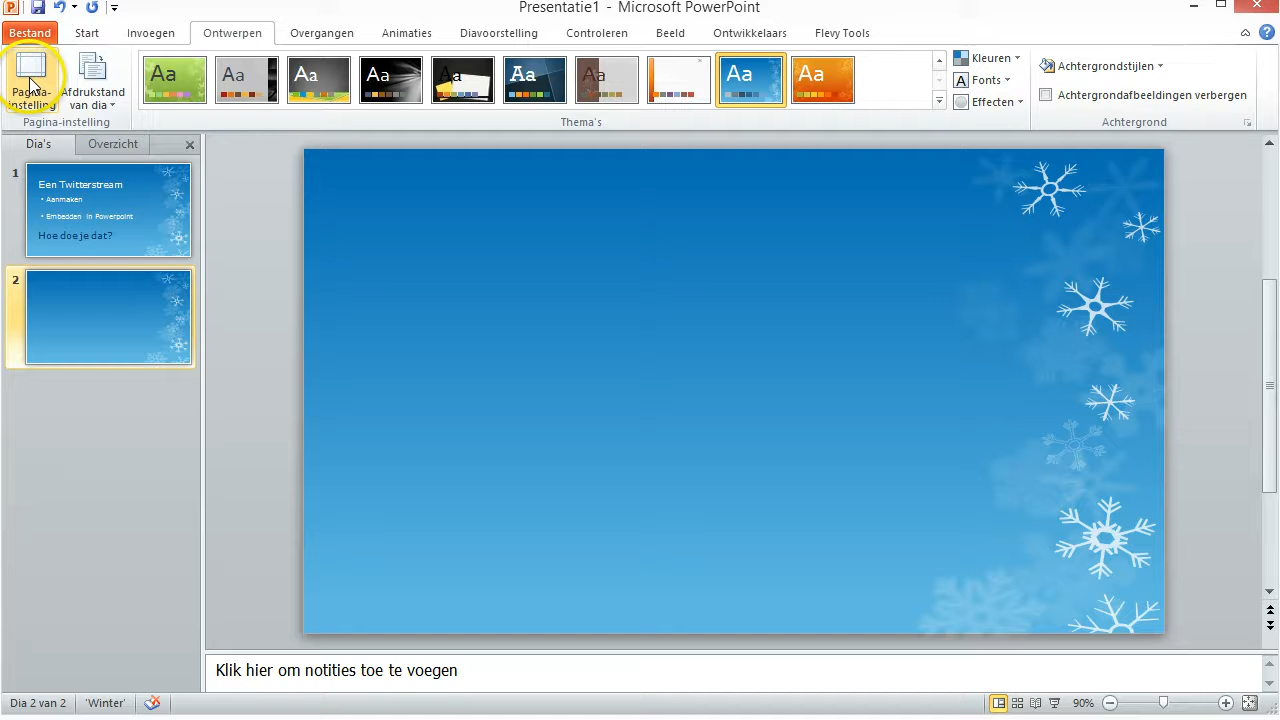 Presentatie1 - Microsoft PowerPoint
Bestand Start Invoegen Ontwerpen Overgangen Animaties Diavoorstelling Controleren Beeld Ontwikkelaars Flevy Tools
Pagina-
instelling
Afdrukstand
van dia
Pagina-instelling
Aa Aa Aa Aa Aa Aa Aa Aa Aa
Thema's
Kleuren
Fonts
Effecten
Achtergrondstijlen
Achtergrondafbeeldingen verbergen
Achtergrond
Dia's Overzicht
1
Een Twitterstream
• Aanmaken
• Embedden in Powerpoint
Hoe doe je dat?
2
Klik hier om notities toe te voegen
Dia 2 van 2 'Winter' 90%